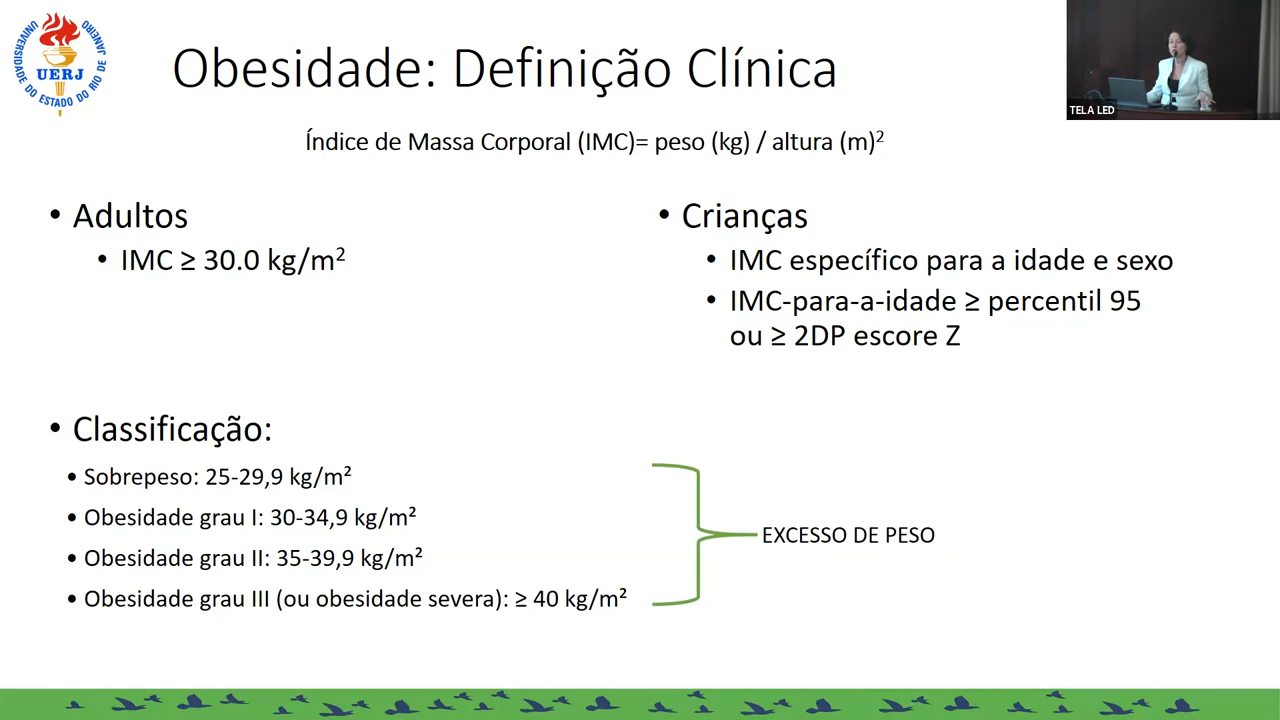 UNIVERSIDADE DO ESTADO DO RIO DE JANEIRO
UERJ
Obesidade: Definição Clínica
TELA LED
Índice de Massa Corporal (IMC)= peso (kg) / altura (m)²
• Adultos
• IMC ≥ 30.0 kg/m²
• Crianças
• IMC específico para a idade e sexo
• IMC-para-a-idade ≥ percentil 95
ou ≥ 2DP escore Z
• Classificação:
• Sobrepeso: 25-29,9 kg/m²
• Obesidade grau I: 30-34,9 kg/m²
• Obesidade grau II: 35-39,9 kg/m²
• Obesidade grau III (ou obesidade severa): ≥ 40 kg/m²
EXCESSO DE PESO